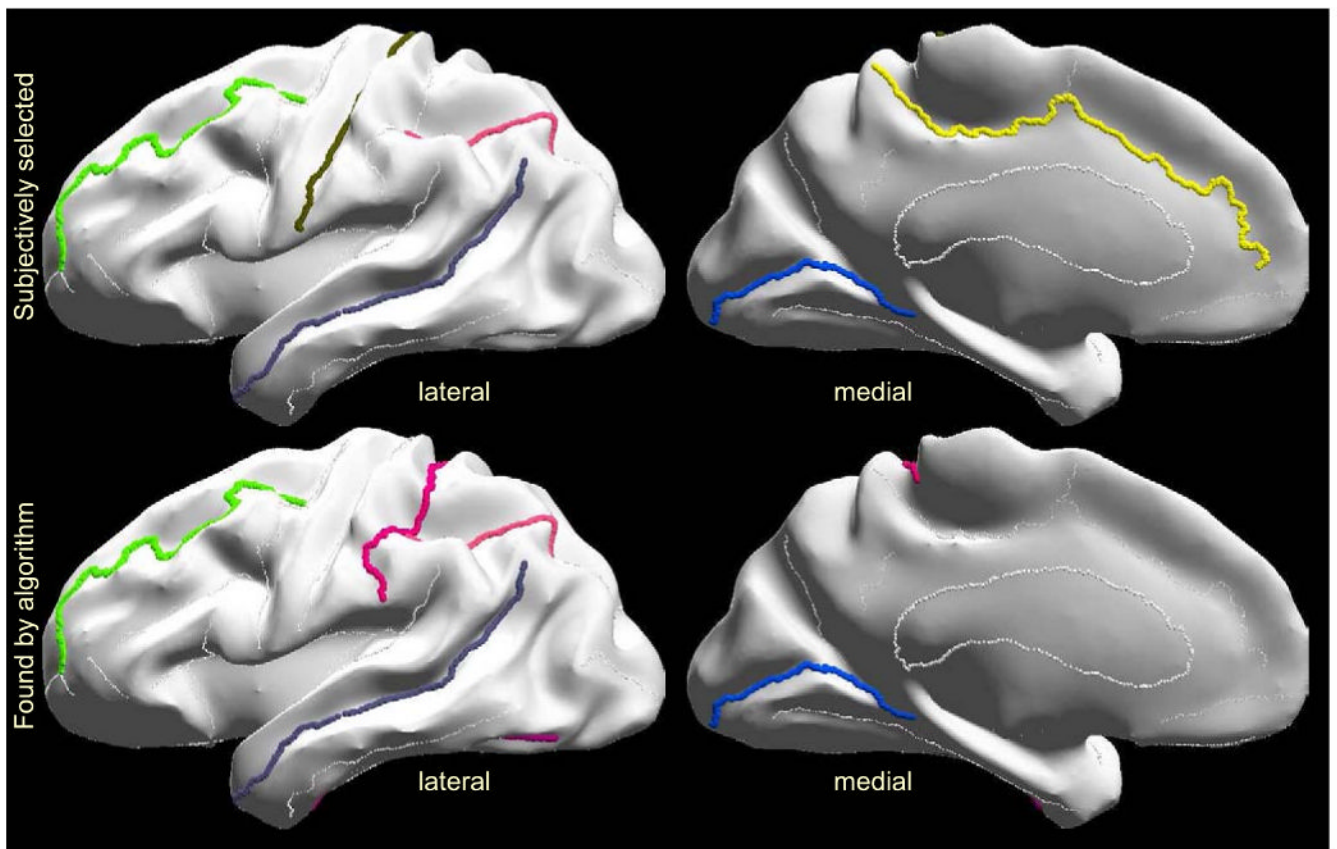 Subjectively selected
lateral
medial
Found by algorithm
lateral
medial